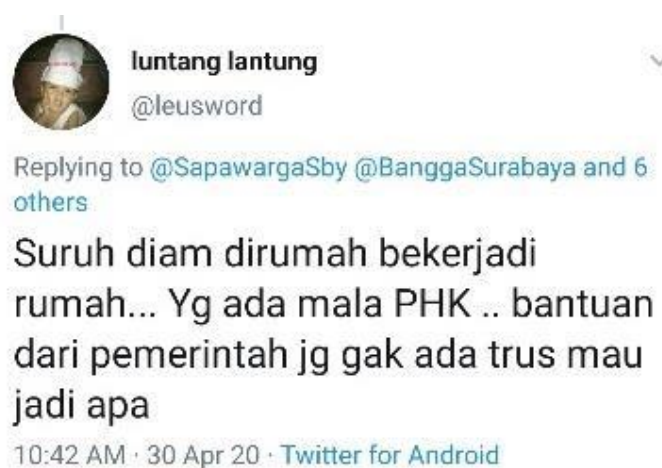 luntang lantung
@leusword
Replying to @SapawargaSby @BanggaSurabaya and 6
others
Suruh diam dirumah bekerjadi
rumah... Yg ada mala PHK .. bantuan
dari pemerintah jg gak ada trus mau
jadi apa
10:42 AM · 30 Apr 20 · Twitter for Android